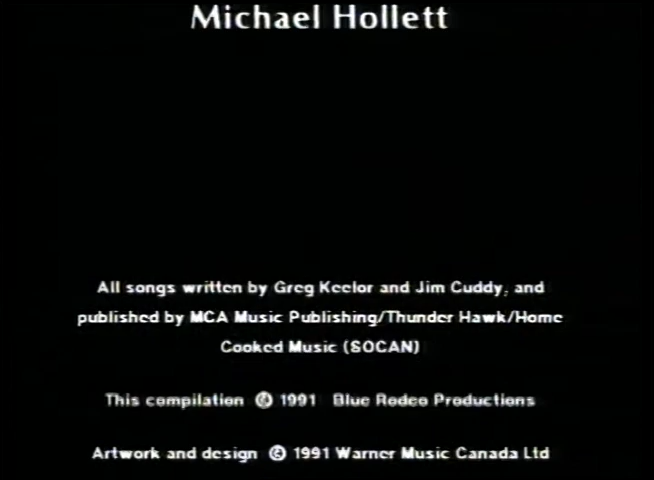 Michael Hollett
All songs written by Greg Keelor and Jim Cuddy, and
published by MCA Music Publishing/Thunder Hawk/Home
Cooked Music (SOCAN)
This compilation © 1991 Blue Rodeo Productions
Artwork and design © 1991 Warner Music Canada Ltd